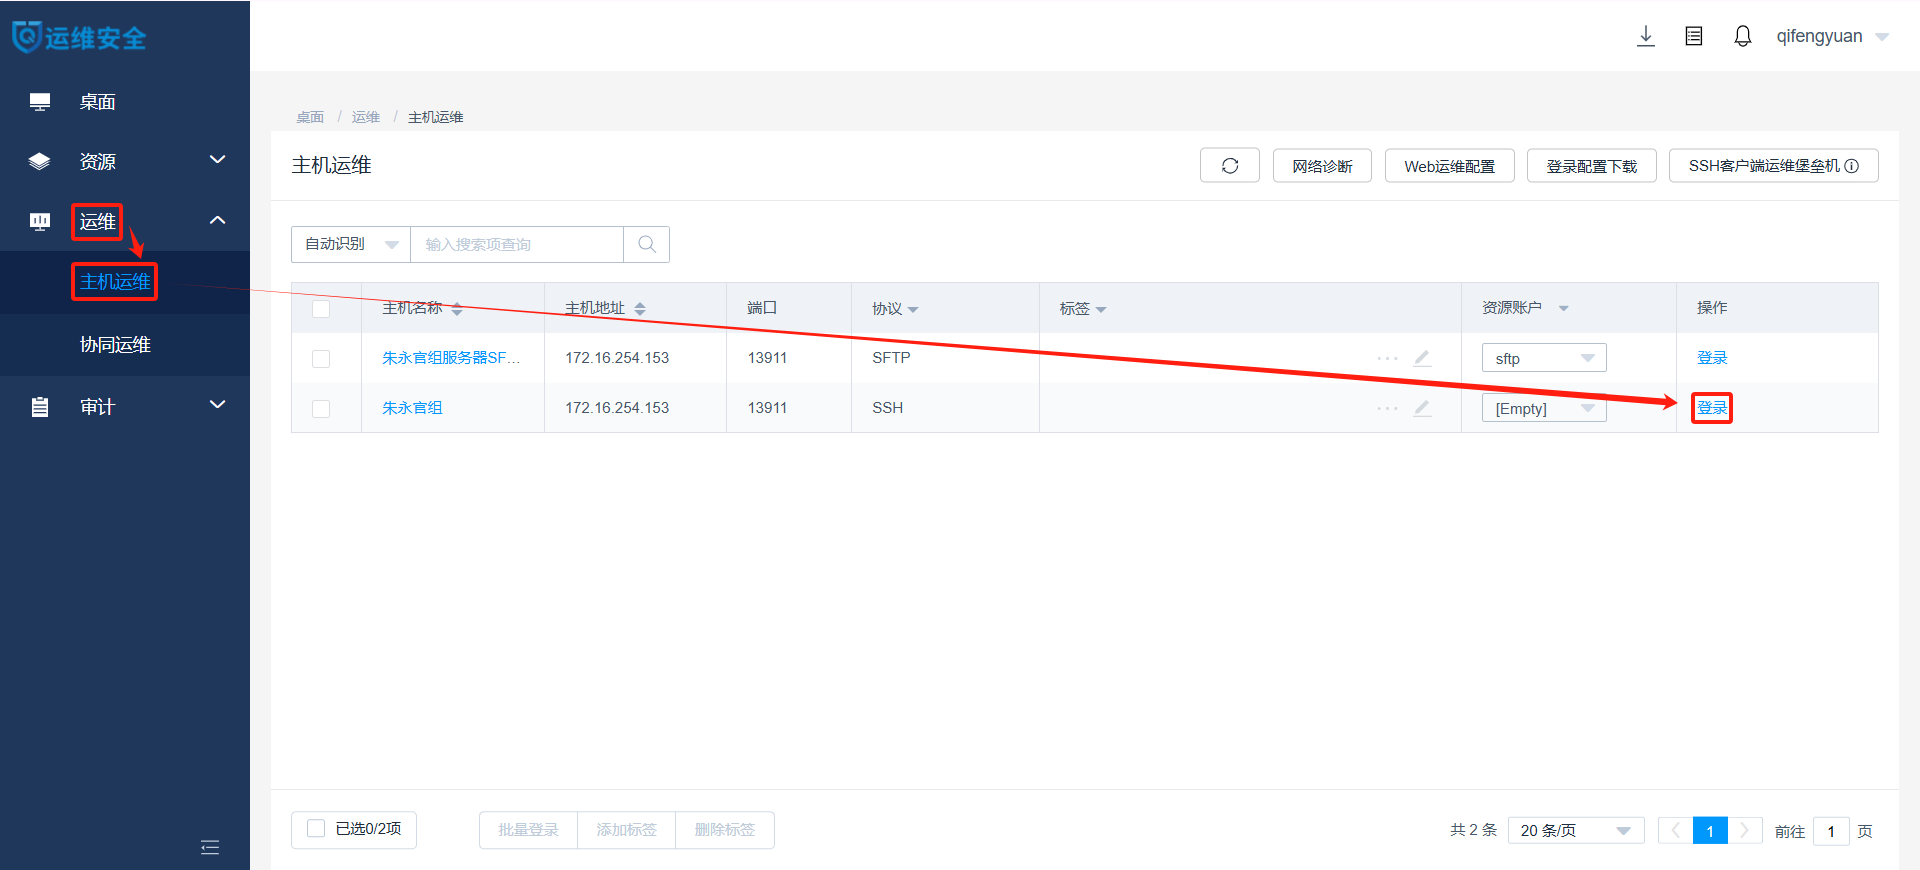 运维安全
qifengyuan
桌面
资源
运维
主机运维
协同运维
审计
桌面 / 运维 / 主机运维
主机运维
网络诊断 Web运维配置 登录配置下载 SSH客户端运维堡垒机
自动识别 输入搜索项查询
主机名称 主机地址 端口 协议 标签 资源账户 操作
朱永官组服务器SF... 172.16.254.153 13911 SFTP ... sftp 登录
朱永官组 172.16.254.153 13911 SSH ... [Empty] 登录
已选0/2项 批量登录 添加标签 删除标签 共 2 条 20 条/页 1 前往 1 页